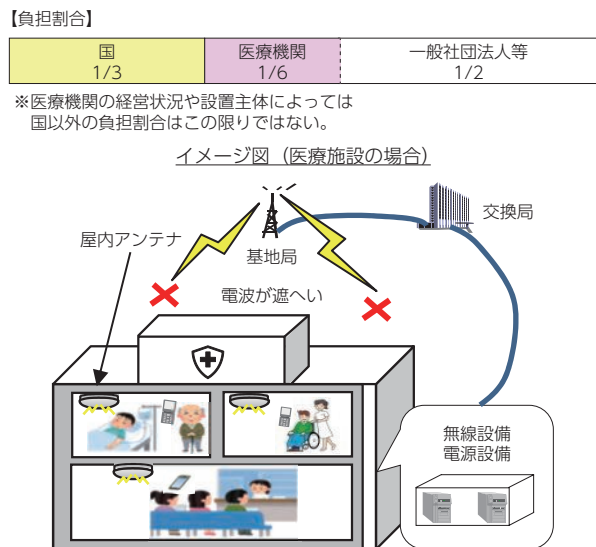 【負担割合】
国
1/3
医療機関
1/6
一般社団法人等
1/2
※医療機関の経営状況や設置主体によっては
国以外の負担割合はこの限りではない。
イメージ図（医療施設の場合）
交換局
屋内アンテナ
基地局
電波が遮へい
無線設備
電源設備